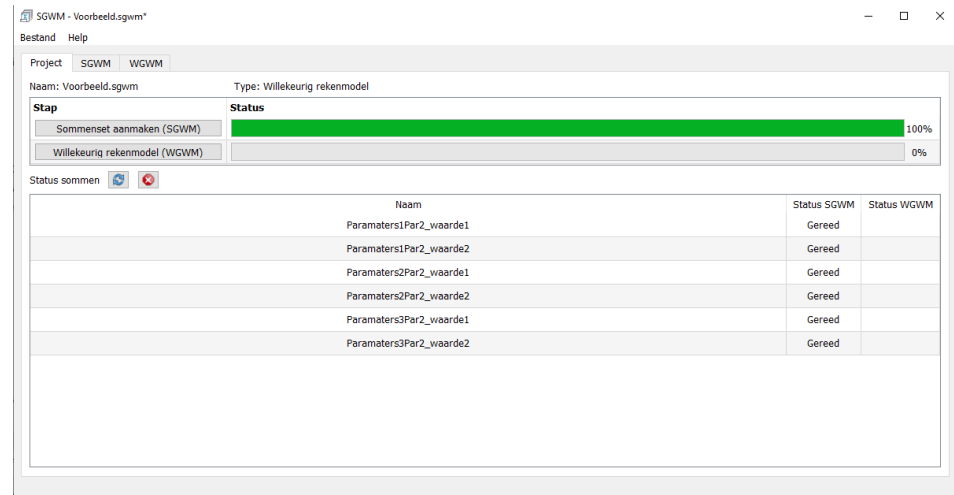 SGWM - Voorbeeld.sgwm*
Bestand Help
Project SGWM WGWM
Naam: Voorbeeld.sgwm Type: Willekeurig rekenmodel
Stap Status
Sommenset aanmaken (SGWM) 100%
Willekeurig rekenmodel (WGWM) 0%
Status sommen
Naam Status SGWM Status WGWM
Paramaters1Par2_waarde1 Gereed
Paramaters1Par2_waarde2 Gereed
Paramaters2Par2_waarde1 Gereed
Paramaters2Par2_waarde2 Gereed
Paramaters3Par2_waarde1 Gereed
Paramaters3Par2_waarde2 Gereed